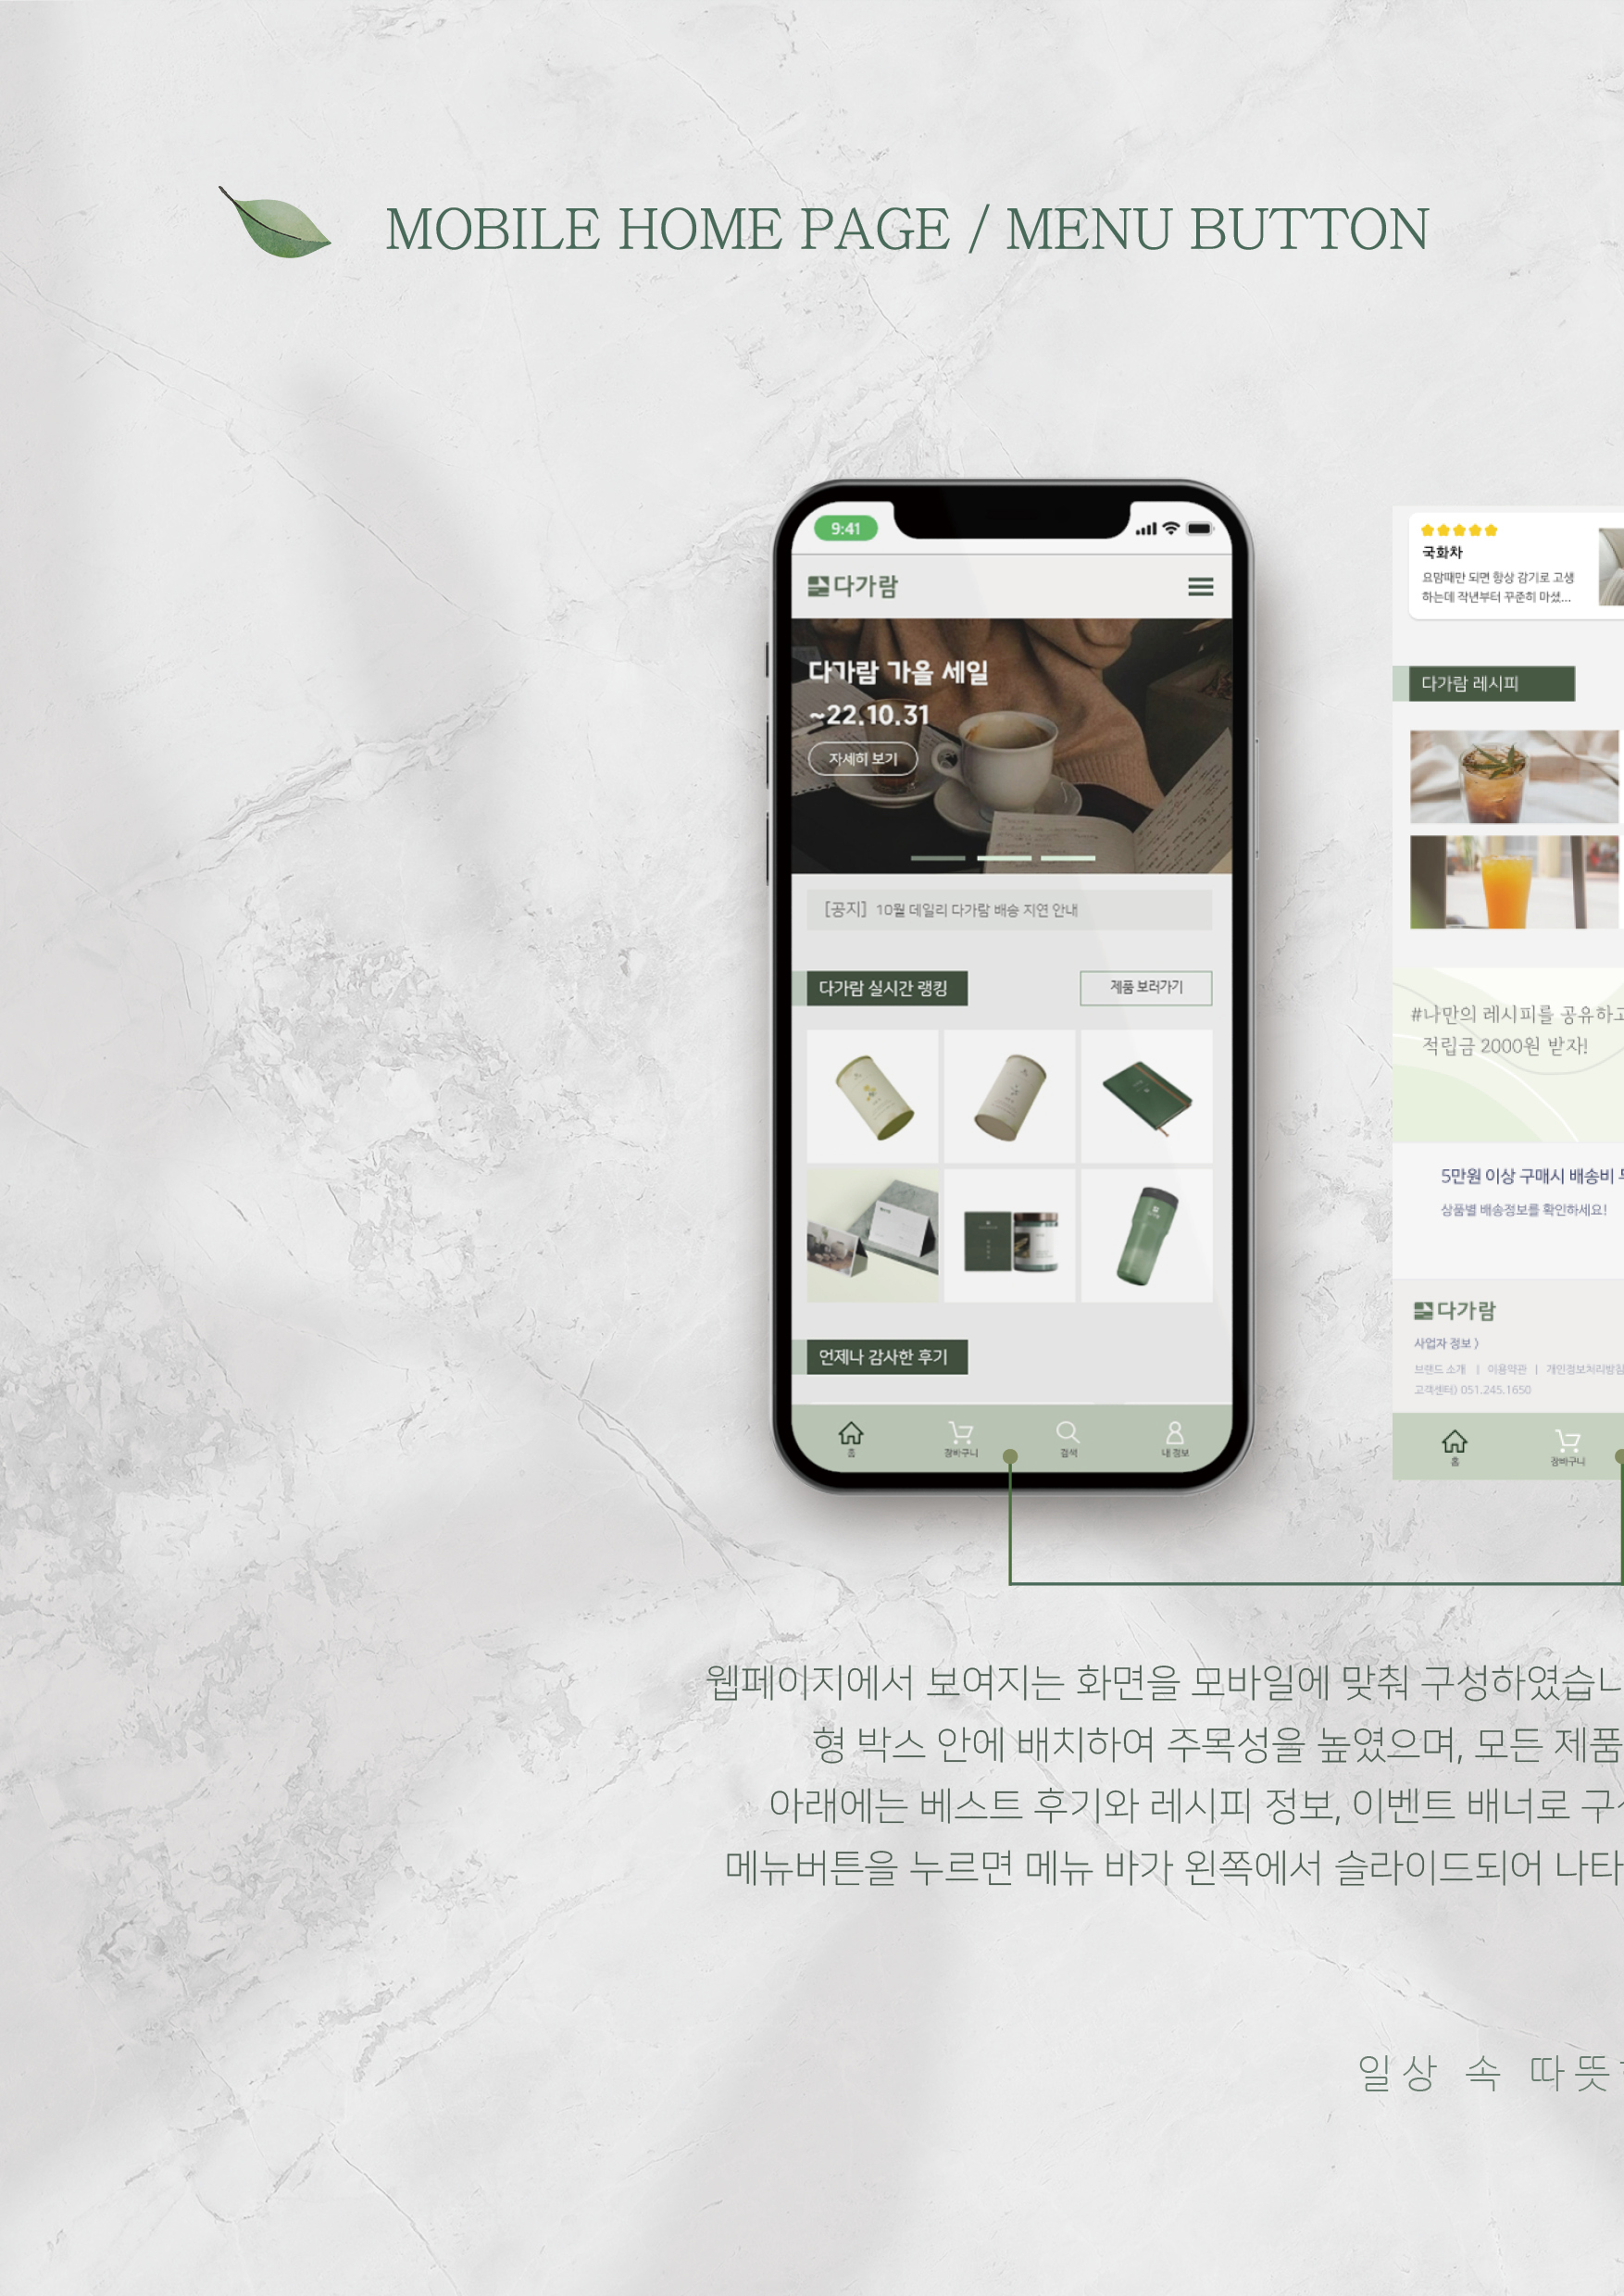 MOBILE HOME PAGE / MENU BUTTON
9:41
다가람
다가람 가을 세일
~22.10.31
자세히 보기
[공지] 10월 데일리 다가람 배송 지연 안내
다가람 실시간 랭킹
제품 보러가기
언제나 감사한 후기
홈
장바구니
검색
내 정보
국화차
요맘때만 되면 항상 감기로 고생
하는데 작년부터 꾸준히 마셨...
다가람 레시피
#나만의 레시피를 공유하고
적립금 2000원 받자!
5만원 이상 구매시 배송비
상품별 배송정보를 확인하세요!
다가람
사업자 정보 〉
브랜드 소개 | 이용약관 | 개인정보처리방침
고객센터) 051.245.1650
홈
장바구니
웹페이지에서 보여지는 화면을 모바일에 맞춰 구성하였습
형 박스 안에 배치하여 주목성을 높였으며, 모든 제품
아래에는 베스트 후기와 레시피 정보, 이벤트 배너로
메뉴버튼을 누르면 메뉴 바가 왼쪽에서 슬라이드되어 나타
일상 속 따뜻